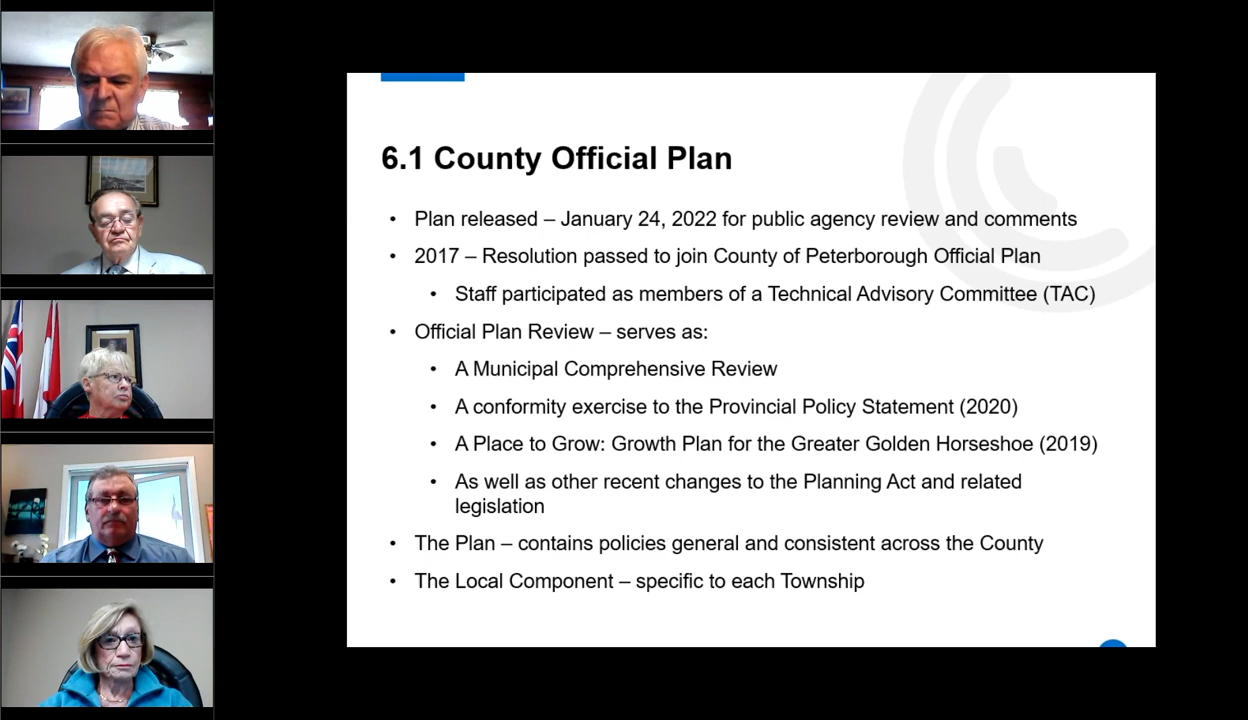 6.1 County Official Plan
• Plan released – January 24, 2022 for public agency review and comments
• 2017 – Resolution passed to join County of Peterborough Official Plan
• Staff participated as members of a Technical Advisory Committee (TAC)
• Official Plan Review – serves as:
• A Municipal Comprehensive Review
• A conformity exercise to the Provincial Policy Statement (2020)
• A Place to Grow: Growth Plan for the Greater Golden Horseshoe (2019)
• As well as other recent changes to the Planning Act and related
legislation
• The Plan – contains policies general and consistent across the County
• The Local Component – specific to each Township